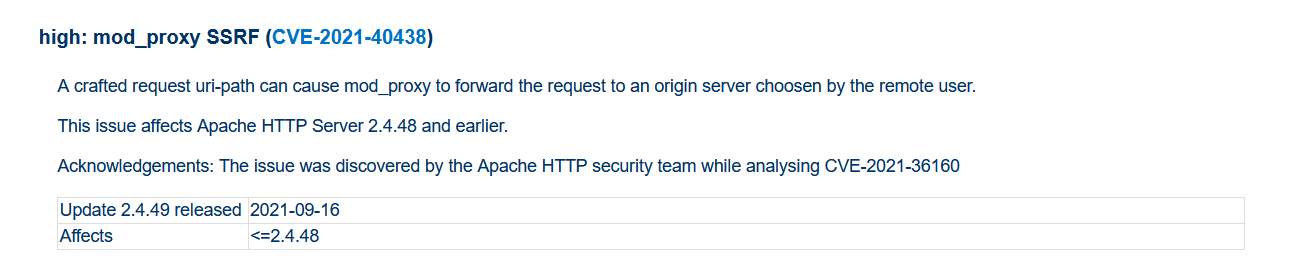 high: mod_proxy SSRF (CVE-2021-40438)
A crafted request uri-path can cause mod_proxy to forward the request to an origin server choosen by the remote user.
This issue affects Apache HTTP Server 2.4.48 and earlier.
Acknowledgements: The issue was discovered by the Apache HTTP security team while analysing CVE-2021-36160
Update 2.4.49 released 2021-09-16
Affects <=2.4.48